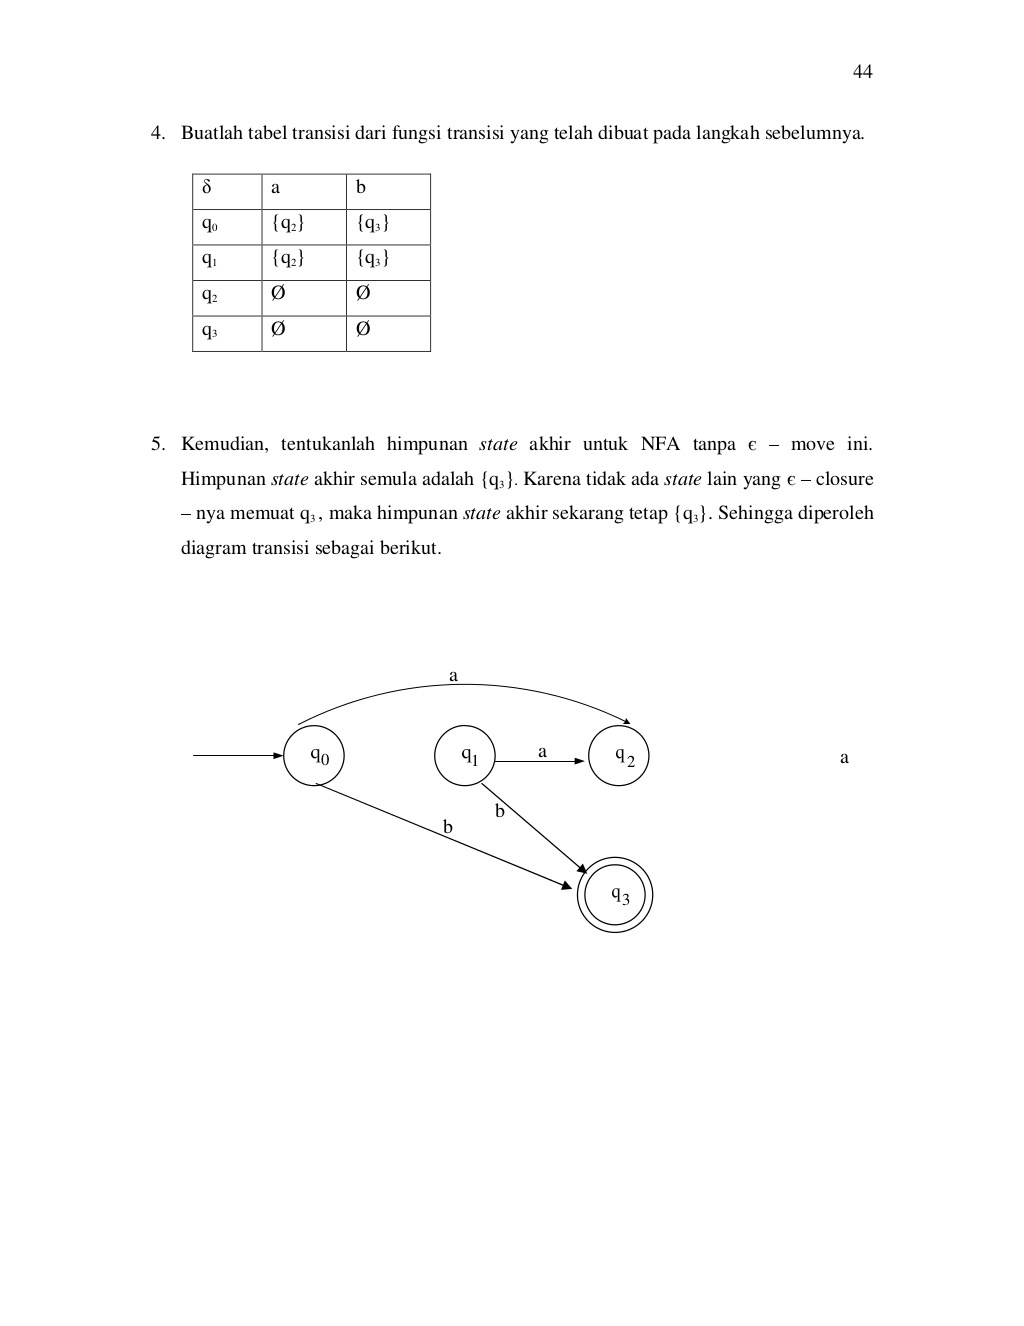 44
4. Buatlah tabel transisi dari fungsi transisi yang telah dibuat pada langkah sebelumnya.
δ a b
q₀ {q₂} {q₃}
q₁ {q₂} {q₃}
q₂ Ø Ø
q₃ Ø Ø
5. Kemudian, tentukanlah himpunan state akhir untuk NFA tanpa ϵ – move ini.
Himpunan state akhir semula adalah {q₃}. Karena tidak ada state lain yang ϵ – closure
– nya memuat q₃, maka himpunan state akhir sekarang tetap {q₃}. Sehingga diperoleh
diagram transisi sebagai berikut.
a
q₀ q₁ a q₂ a
b
b
q₃